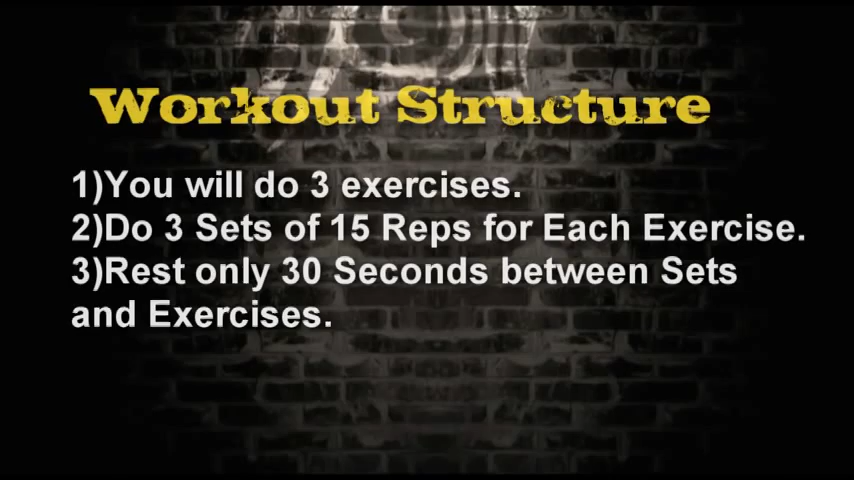 Workout Structure
1)You will do 3 exercises.
2)Do 3 Sets of 15 Reps for Each Exercise.
3)Rest only 30 Seconds between Sets
and Exercises.